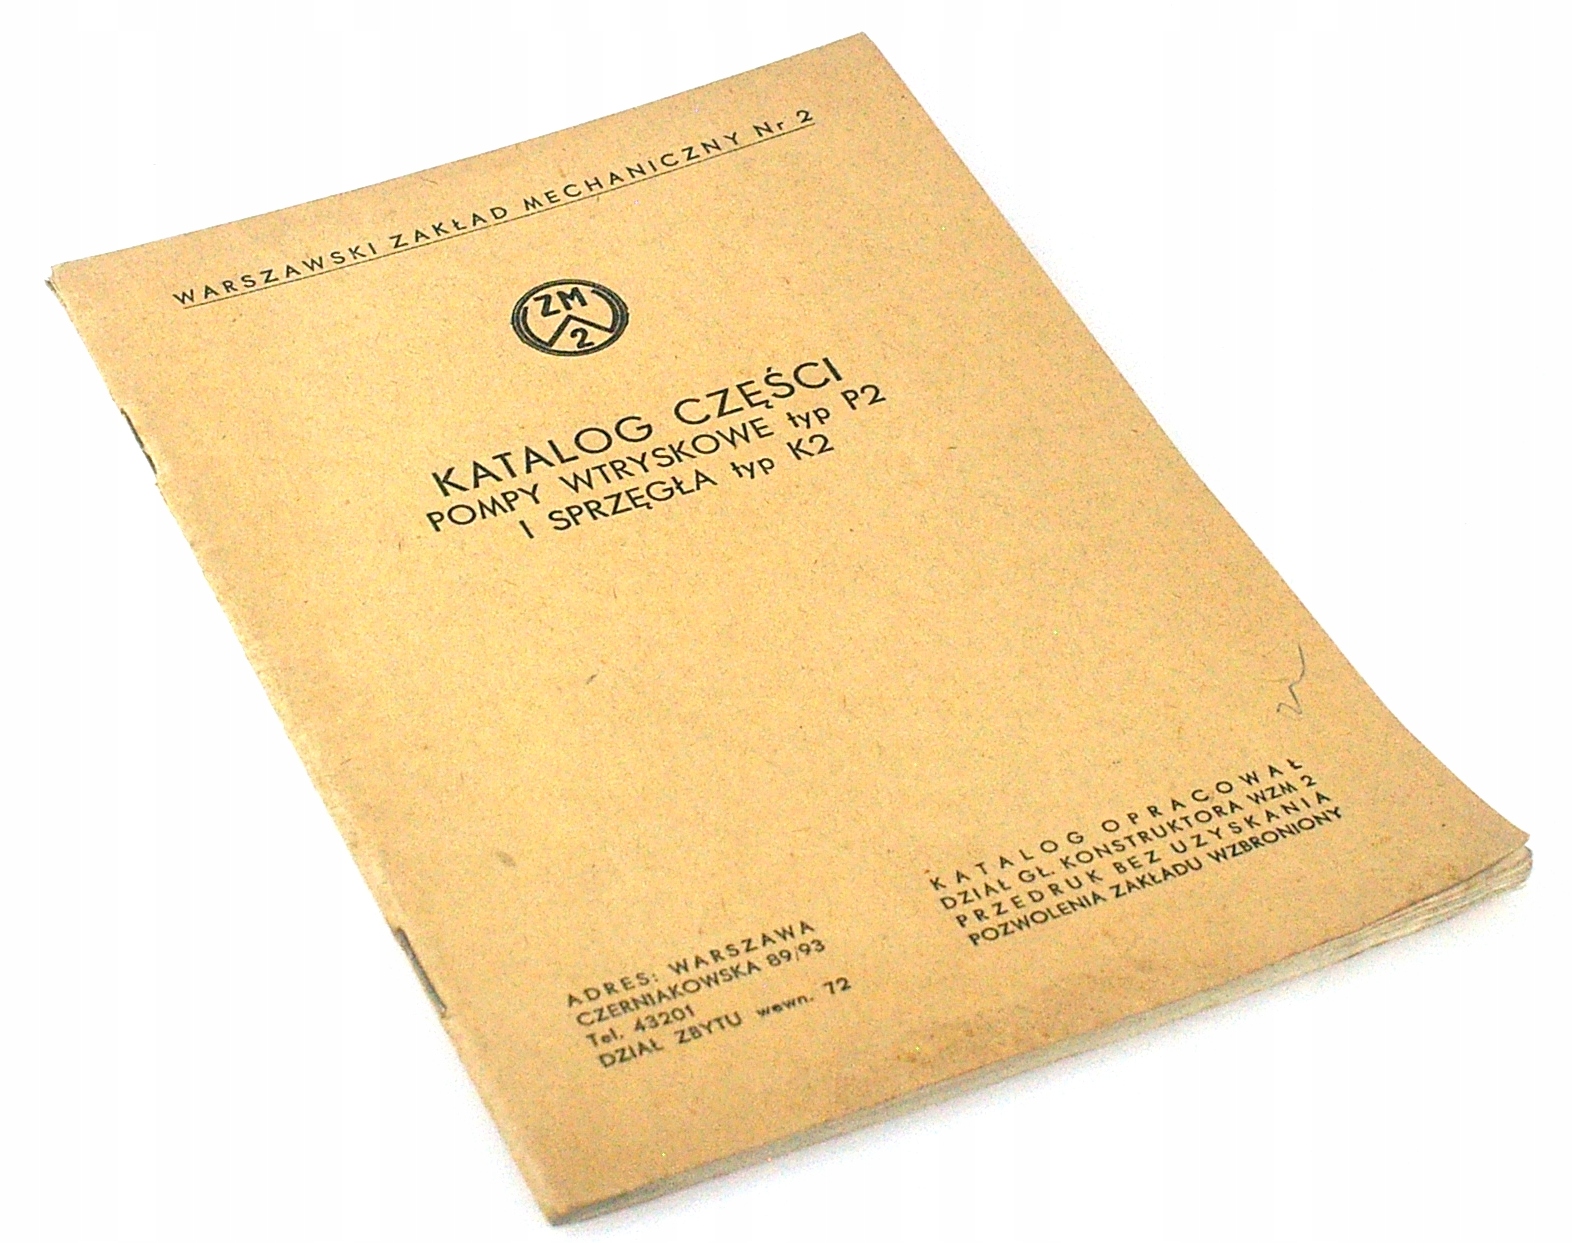 WARSZAWSKI ZAKŁAD MECHANICZNY Nr 2
ZM
2
KATALOG CZĘŚCI
POMPY WTRYSKOWE typ P2
I SPRZĘGŁA typ K2
KATALOG OPRACOWAŁ
DZIAŁ GŁ. KONSTRUKTORA WZM 2
PRZEDRUK BEZ UZYSKANIA
POZWOLENIA ZAKŁADU WZBRONIONY
ADRES: WARSZAWA
CZERNIAKOWSKA 89/93
Tel. 43201
DZIAŁ ZBYTU wewn. 72